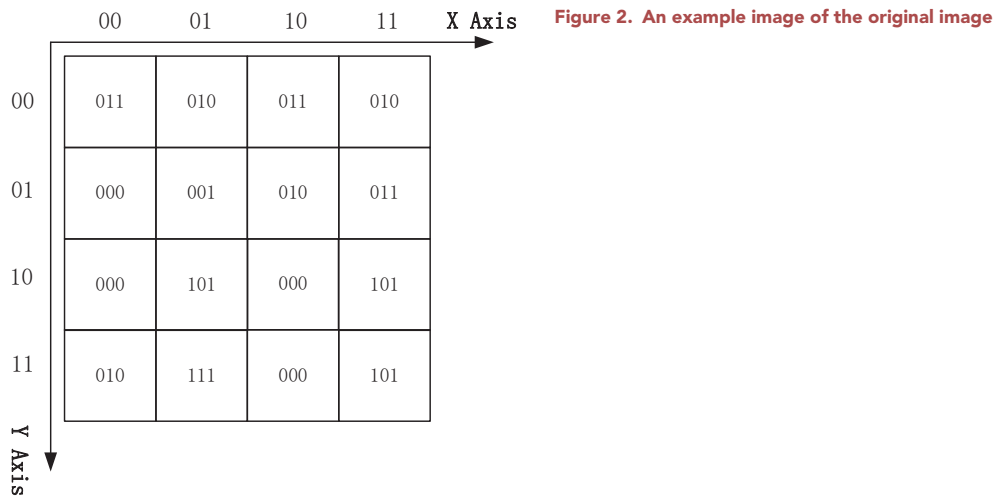 00 01 10 11 X Axis
Figure 2. An example image of the original image
00 011 010 011 010
01 000 001 010 011
10 000 101 000 101
11 010 111 000 101
Y Axis